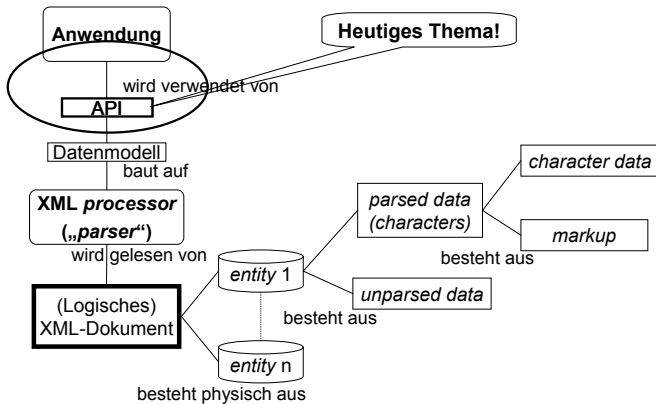 Anwendung
Heutiges Thema!
wird verwendet von
API
Datenmodell
baut auf
XML processor
(„parser“)
wird gelesen von
(Logisches)
XML-Dokument
entity 1
entity n
besteht physisch aus
parsed data
(characters)
unparsed data
besteht aus
character data
markup
besteht aus